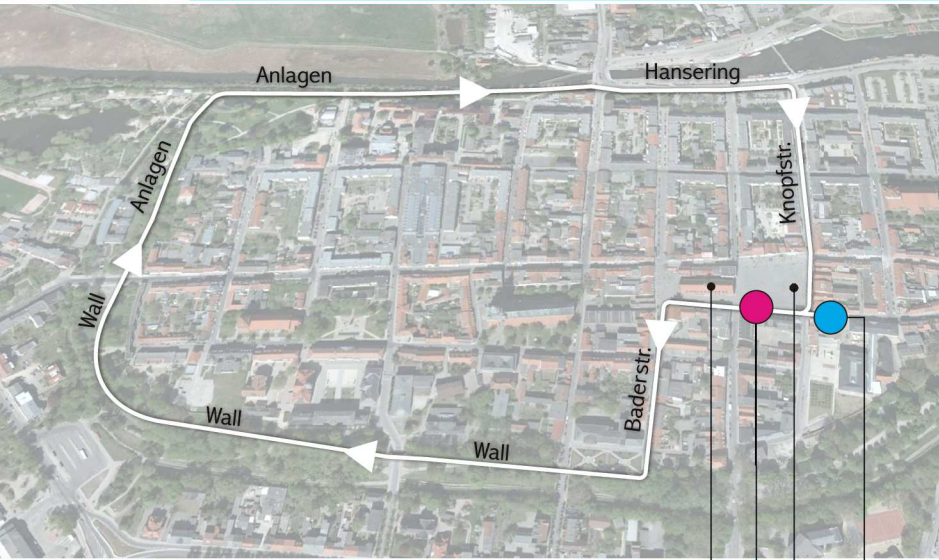 Anlagen
Hansering
Anlagen
Knopfstr.
Wall
Baderstr.
Wall
Wall